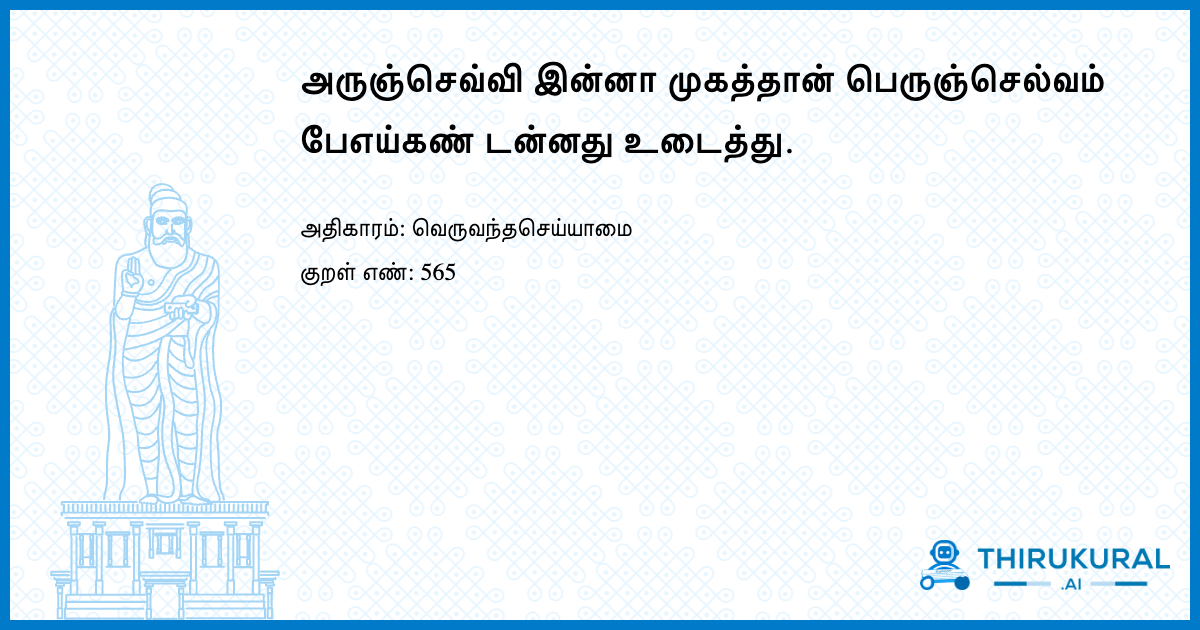 அருஞ்செவ்வி இன்னா முகத்தான் பெருஞ்செல்வம்
பேஎய்கண் டன்னது உடைத்து.
அதிகாரம்: வெருவந்தசெய்யாமை
குறள் எண்: 565
THIRUKURAL
.AI